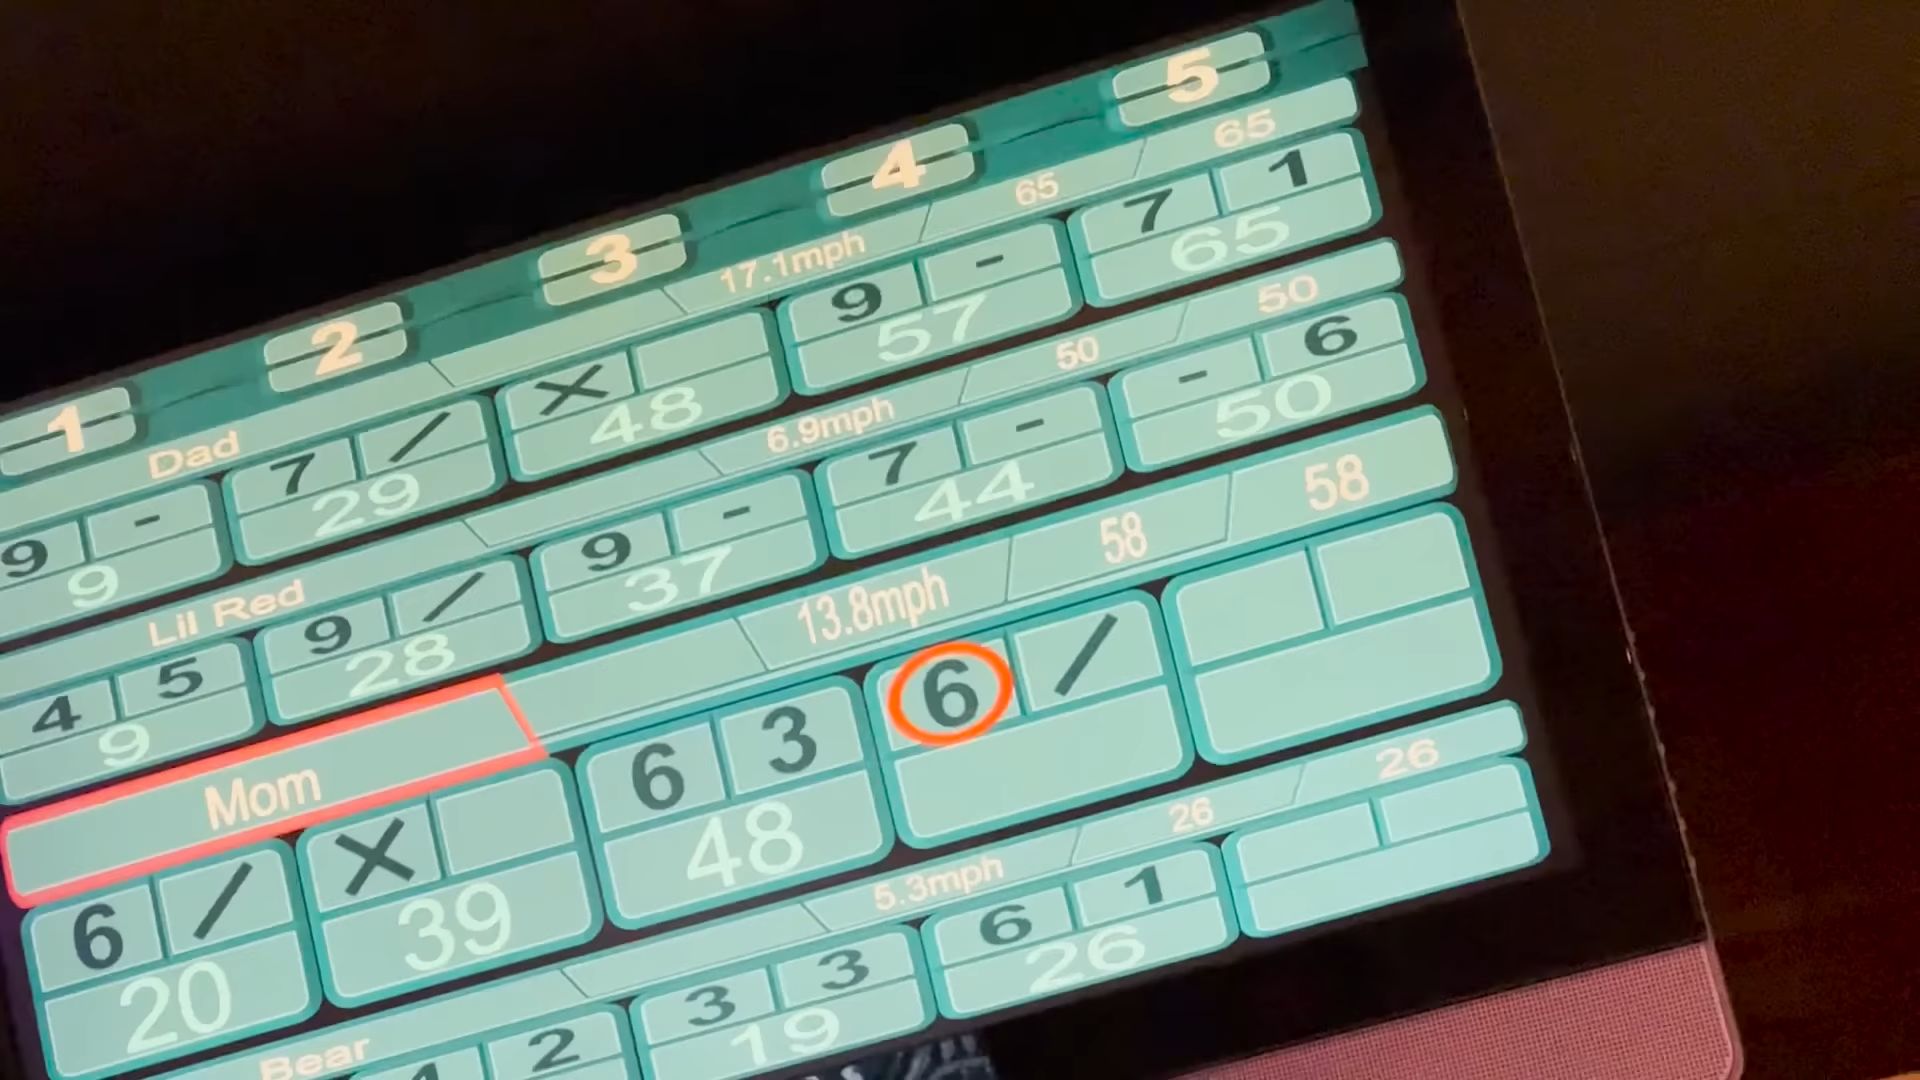 1 2 3 4 5
Dad 17.1mph 65 65
9 - 7 / X 9 - 7 1
9 29 48 57 65
Lil Red 6.9mph 50 50
4 5 9 / 9 - 7 - - 6
9 28 37 44 50
Mom 13.8mph 58 58
6 / X 6 3 6 /
20 39 48
Bear 5.3mph 26 26
2 3 3 6 1
19 26